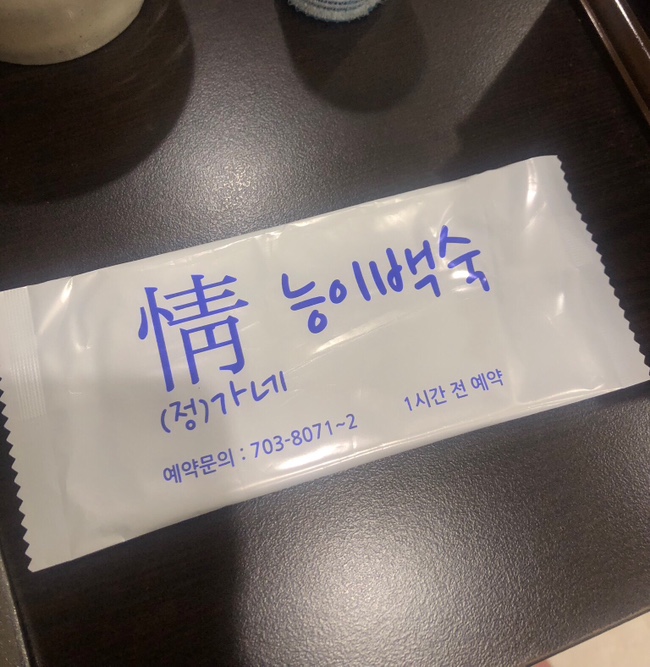 情 능이백숙
(정)가네
예약문의 : 703-8071~2 1시간 전 예약